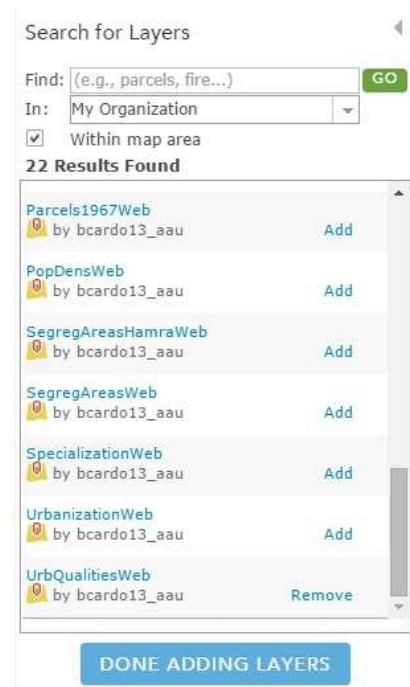 Search for Layers
Find: (e.g., parcels, fire...) GO
In: My Organization
Within map area
22 Results Found
Parcels1967Web
by bcardo13_aau Add
PopDensWeb
by bcardo13_aau Add
SegregAreasHamraWeb
by bcardo13_aau Add
SegregAreasWeb
by bcardo13_aau Add
SpecializationWeb
by bcardo13_aau Add
UrbanizationWeb
by bcardo13_aau Add
UrbQualitiesWeb
by bcardo13_aau Remove
DONE ADDING LAYERS